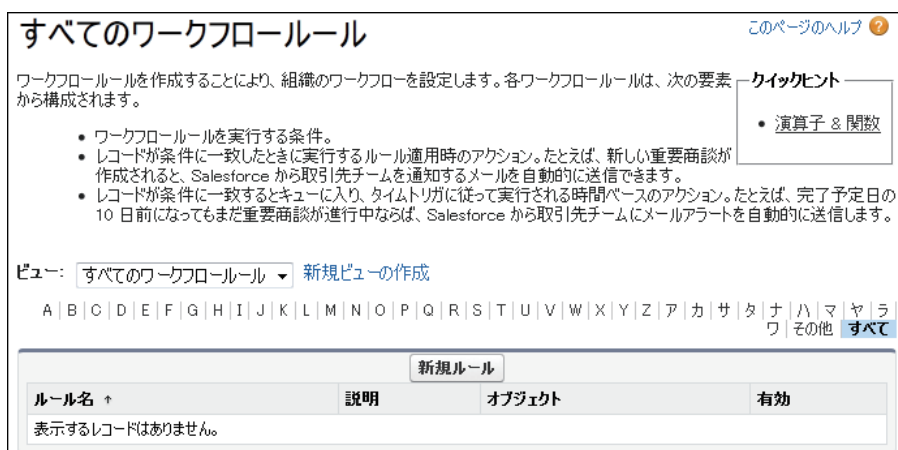 すべてのワークフロールール
このページのヘルプ ?
ワークフロールールを作成することにより、組織のワークフローを設定します。各ワークフロールールは、次の要素
から構成されます。
クイックヒント
• 演算子 & 関数
• ワークフロールールを実行する条件。
• レコードが条件に一致したときに実行するルール適用時のアクション。たとえば、新しい重要商談が
作成されると、Salesforce から取引先チームを通知するメールを自動的に送信できます。
• レコードが条件に一致するとキューに入り、タイムトリガに従って実行される時間ベースのアクション。たとえば、完了予定日の
10 日前になってもまだ重要商談が進行中ならば、Salesforce から取引先チームにメールアラートを自動的に送信します。
ビュー: すべてのワークフロールール 新規ビューの作成
A | B | C | D | E | F | G | H | I | J | K | L | M | N | O | P | Q | R | S | T | U | V | W | X | Y | Z | ア | カ | サ | タ | ナ | ハ | マ | ヤ | ラ
ワ | その他 | すべて
新規ルール
ルール名 ↑ 説明 オブジェクト 有効
表示するレコードはありません。